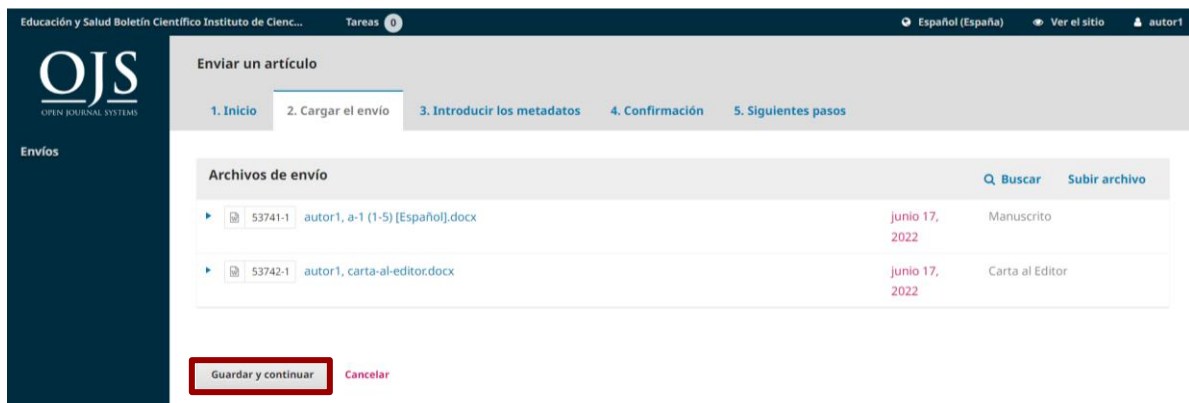 Educación y Salud Boletín Científico Instituto de Cienc... Tareas 0 Español (España) Ver el sitio autor1
OJS
OPEN JOURNAL SYSTEMS
Envíos
Enviar un artículo
1. Inicio 2. Cargar el envío 3. Introducir los metadatos 4. Confirmación 5. Siguientes pasos
Archivos de envío Buscar Subir archivo
53741-1 autor1, a-1 (1-5) [Español].docx junio 17, Manuscrito
2022
53742-1 autor1, carta-al-editor.docx junio 17, Carta al Editor
2022
Guardar y continuar Cancelar